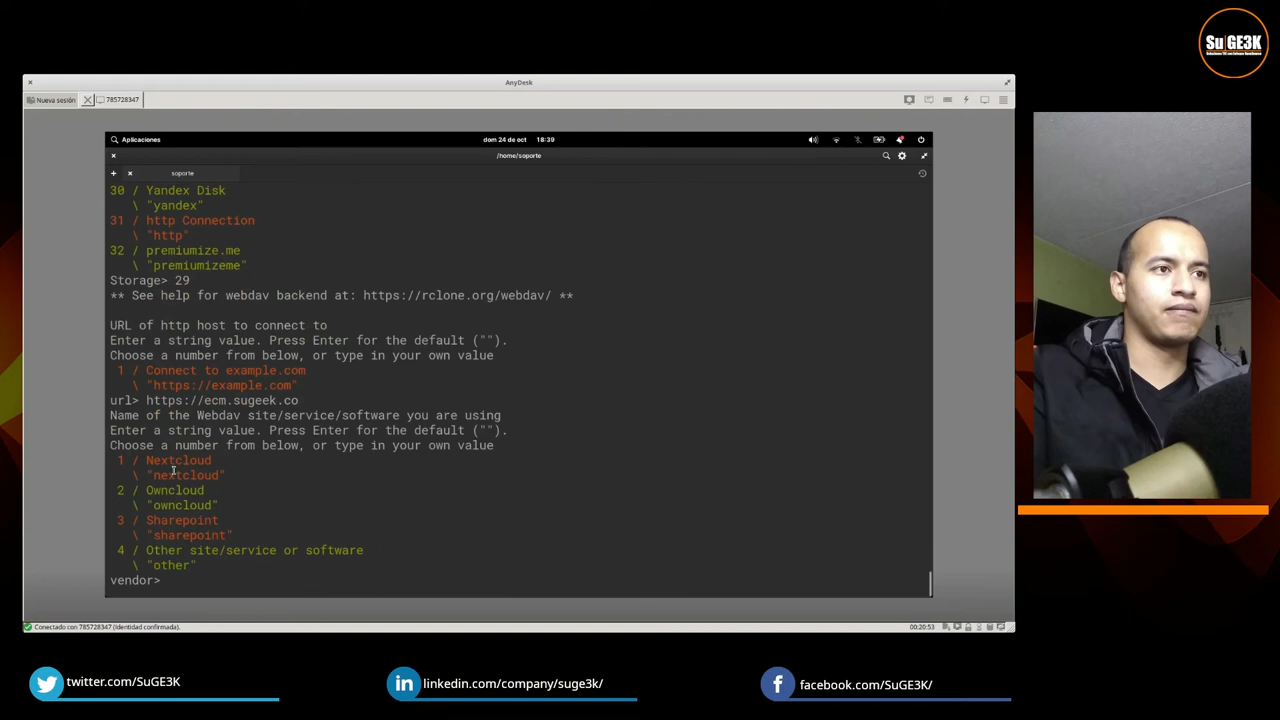 Su GE3K
AnyDesk
Nueva sesión
785728347
Aplicaciones
dom 24 de oct 18:39
/home/soporte
soporte
30 / Yandex Disk
\ "yandex"
31 / http Connection
\ "http"
32 / premiumize.me
\ "premiumizeme"
Storage> 29
** See help for webdav backend at: https://rclone.org/webdav/ **
URL of http host to connect to
Enter a string value. Press Enter for the default ("").
Choose a number from below, or type in your own value
1 / Connect to example.com
\ "https://example.com"
url> https://ecm.sugeek.co
Name of the Webdav site/service/software you are using
Enter a string value. Press Enter for the default ("").
Choose a number from below, or type in your own value
1 / Nextcloud
\ "nextcloud"
2 / Owncloud
\ "owncloud"
3 / Sharepoint
\ "sharepoint"
4 / Other site/service or software
\ "other"
vendor>
Conectado con 785728347 (Identidad confirmada).
00:20:53
twitter.com/SuGE3K
linkedin.com/company/suge3k/
facebook.com/SuGE3K/